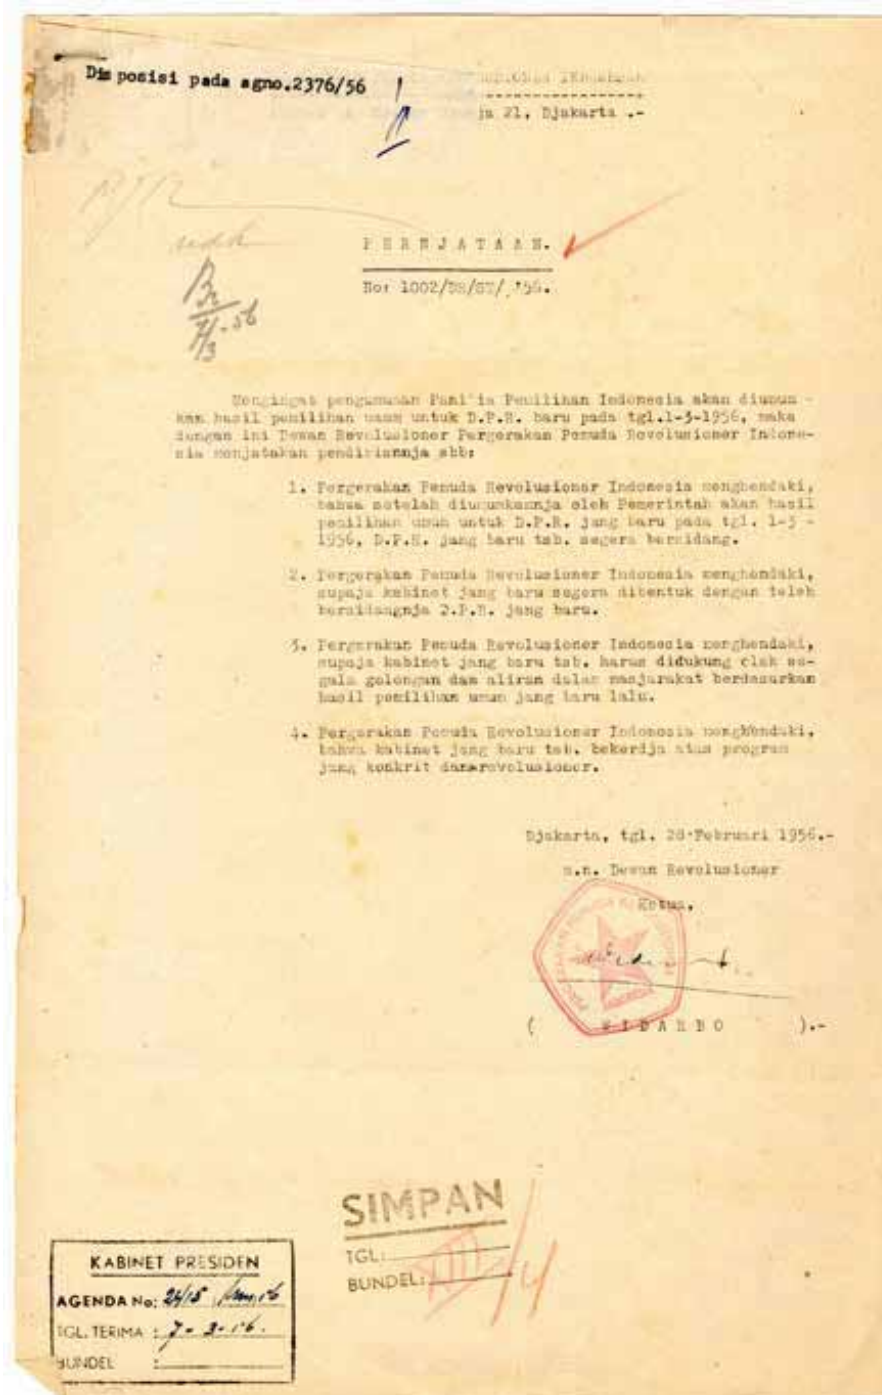 Disposisi pada agno.2376/56
21, Djakarta .-
PERNJATAAN.
No: 1002/ '56.
Mengingat pengumuman Panitia Pemilihan Indonesia akan diumum -
kan hasil pemilihan umum untuk D.P.R. baru pada tgl.1-3-1956, maka
dengan ini Dewan Revolusioner Pergerakan Pemuda Revolusioner Indone-
sia menjatakan pendiriannja sbb:
1. Pergerakan Pemuda Revolusioner Indonesia menghendaki,
bahwa setelah diumumkannja oleh Pemerintah akan hasil
pemilihan umum untuk D.P.R. jang baru pada tgl. 1-3 -
1956, D.P.R. jang baru tsb. segera bersidang.
2. Pergerakan Pemuda Revolusioner Indonesia menghendaki,
supaja kabinet jang baru segera dibentuk dengan telah
bersidangnja D.P.R. jang baru.
3. Pergerakan Pemuda Revolusioner Indonesia menghendaki,
supaja kabinet jang baru tsb. harus didukung oleh se-
gala golongan dan aliran dalam masjarakat berdasarkan
hasil pemilihan umum jang baru lalu.
4. Pergerakan Pemuda Revolusioner Indonesia menghendaki,
bahwa kabinet jang baru tsb. bekerdja atas program
jang konkrit dan revolusioner.
Djakarta, tgl. 28 Februari 1956.-
a.n. Dewan Revolusioner
Ketua.
( WIDARBO ).-
SIMPAN
TGL:
BUNDEL:
KABINET PRESIDEN
AGENDA No: 2415
TGL. TERIMA : 7-3-'56.
BUNDEL :